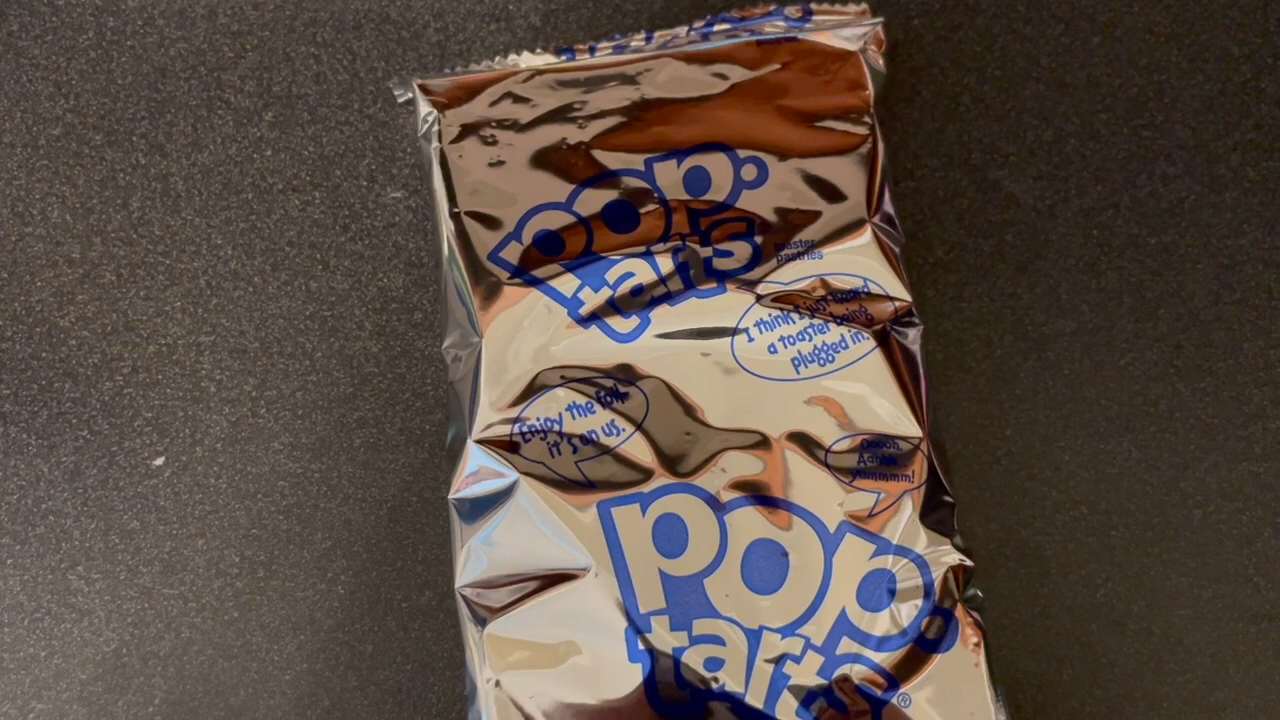 pop.
tarts
toaster
pastries
I think I just heard
a toaster being
plugged in.
Enjoy the foil
it's on us.
Ooooh.
Aahhh..
yummmm!
pop.
tarts®